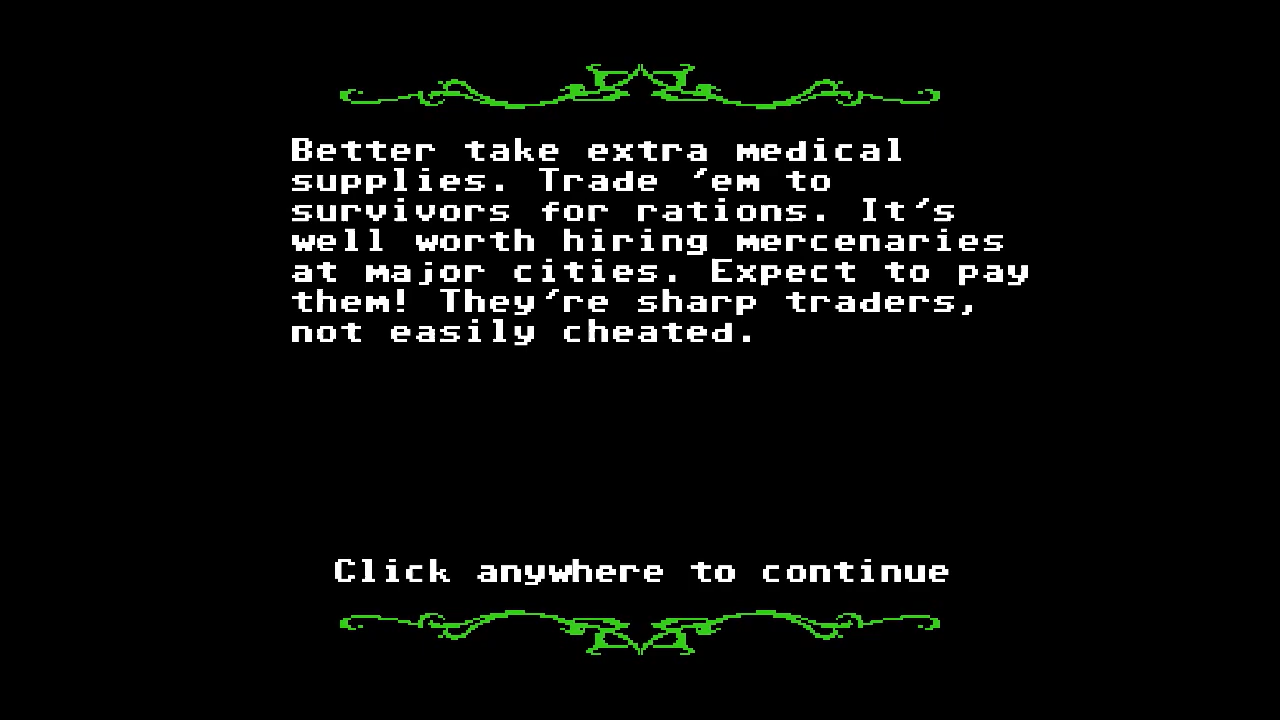 Better take extra medical
supplies. Trade 'em to
survivors for rations. It's
well worth hiring mercenaries
at major cities. Expect to pay
them! They're sharp traders,
not easily cheated.
Click anywhere to continue